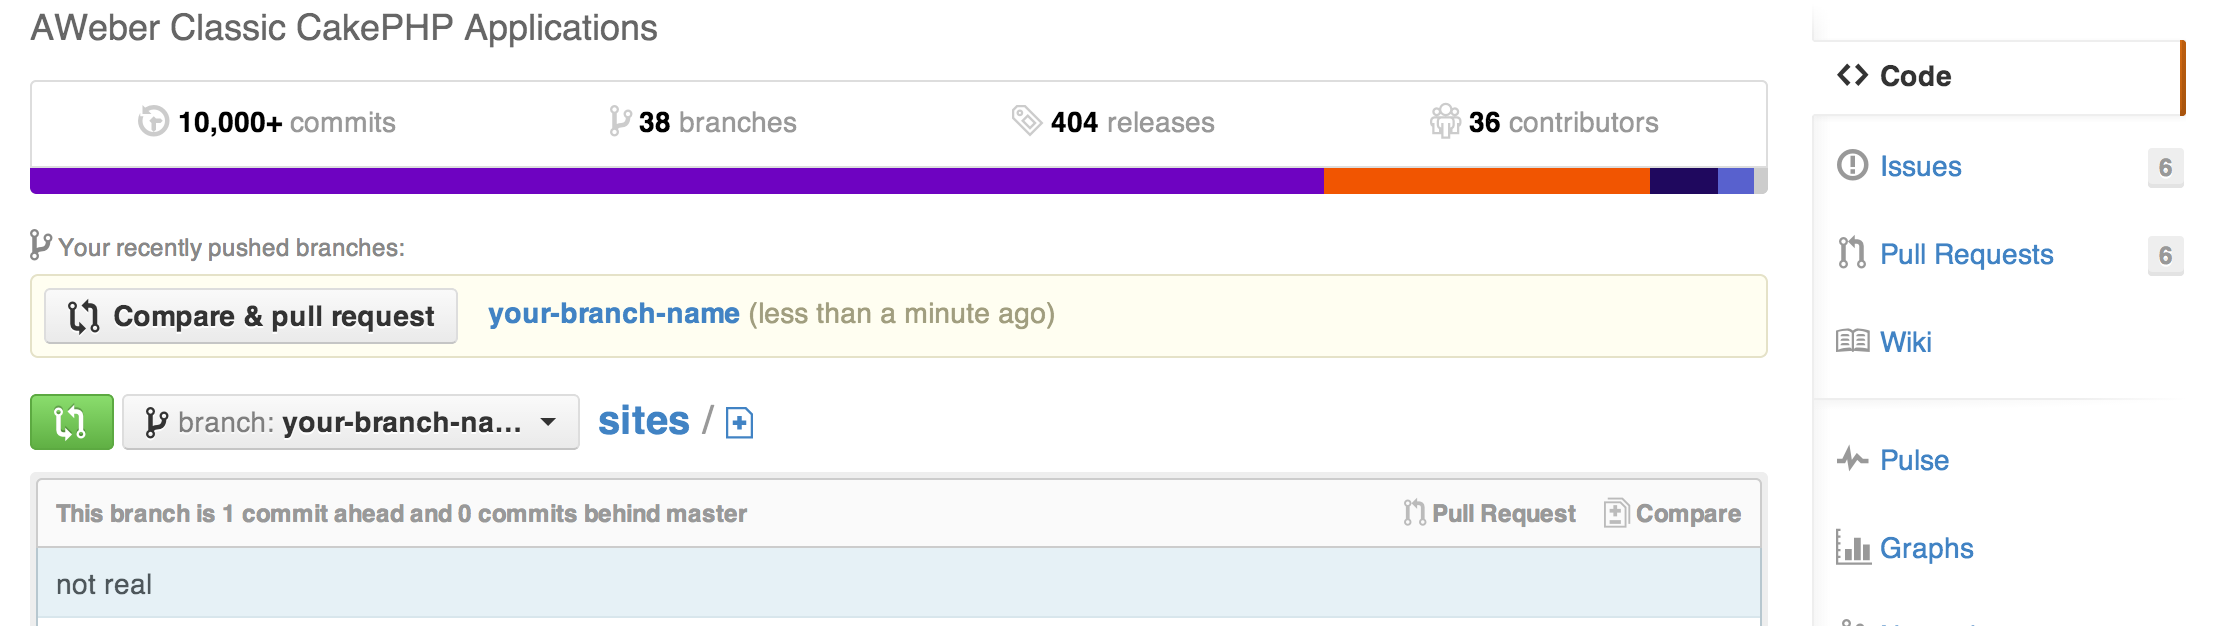 AWeber Classic CakePHP Applications
10,000+ commits
38 branches
404 releases
36 contributors
Your recently pushed branches:
Compare & pull request
your-branch-name (less than a minute ago)
branch: your-branch-na...
sites /
This branch is 1 commit ahead and 0 commits behind master
Pull Request
Compare
not real
Code
Issues 6
Pull Requests 6
Wiki
Pulse
Graphs